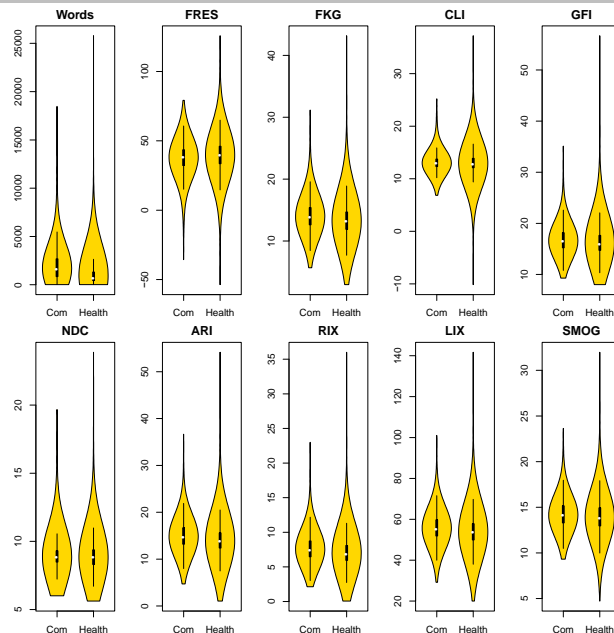 Words FRES FKG CLI GFI
0 5000 10000 15000 20000 25000
−50 0 50 100
10 20 30 40
−10 0 10 20 30
10 20 30 40 50
Com Health Com Health Com Health Com Health Com Health
NDC ARI RIX LIX SMOG
5 10 15 20
0 10 20 30 40 50
0 5 10 15 20 25 30 35
20 40 60 80 100 120 140
5 10 15 20 25 30
Com Health Com Health Com Health Com Health Com Health